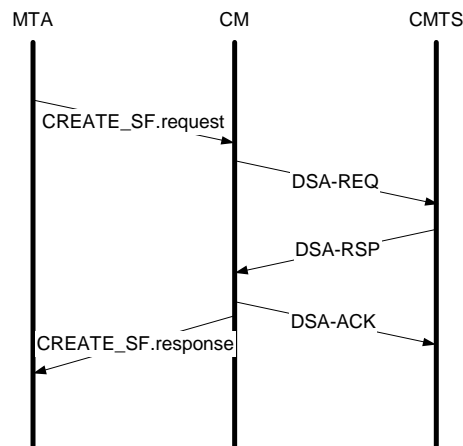 MTA
CM
CMTS
CREATE_SF.request
DSA-REQ
DSA-RSP
DSA-ACK
CREATE_SF.response